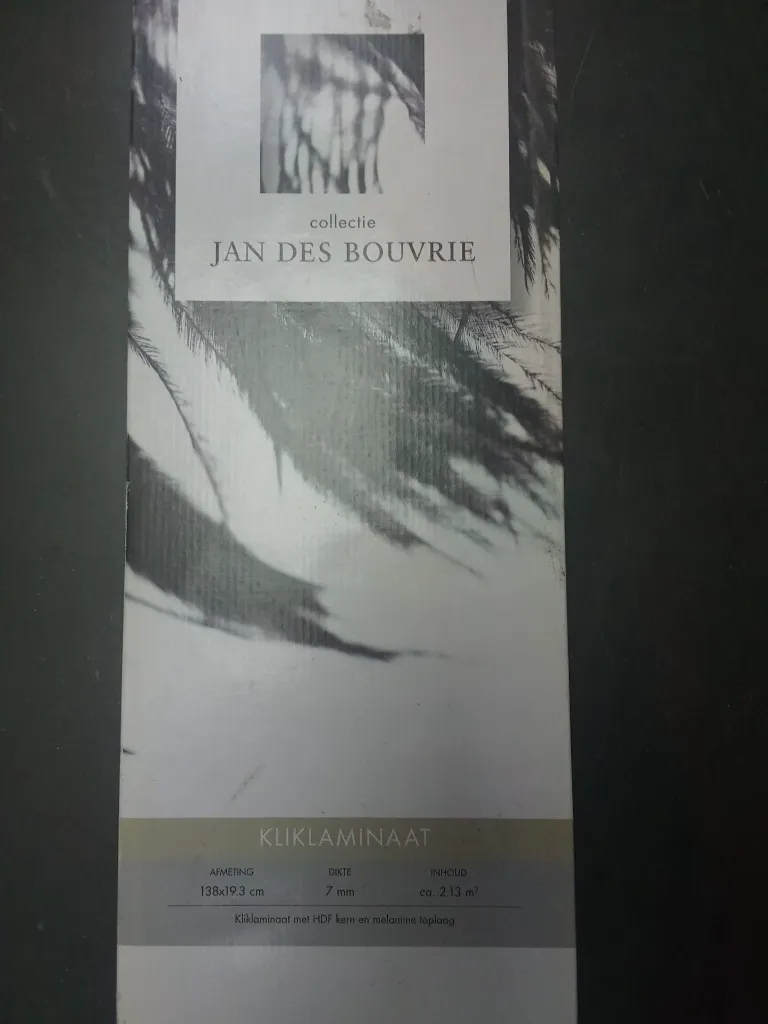 collectie
JAN DES BOUVRIE
KLIKLAMINAAT
AFMETING DIKTE INHOUD
138x19.3 cm 7 mm ca. 2.13 m²
Kliklaminaat met HDF kern en melamine toplaag